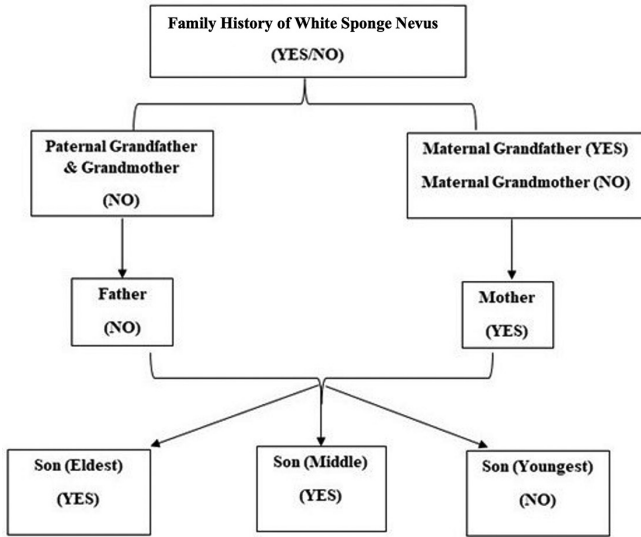 Family History of White Sponge Nevus
(YES/NO)
Paternal Grandfather
& Grandmother
(NO)
Maternal Grandfather (YES)
Maternal Grandmother (NO)
Father
(NO)
Mother
(YES)
Son (Eldest)
(YES)
Son (Middle)
(YES)
Son (Youngest)
(NO)